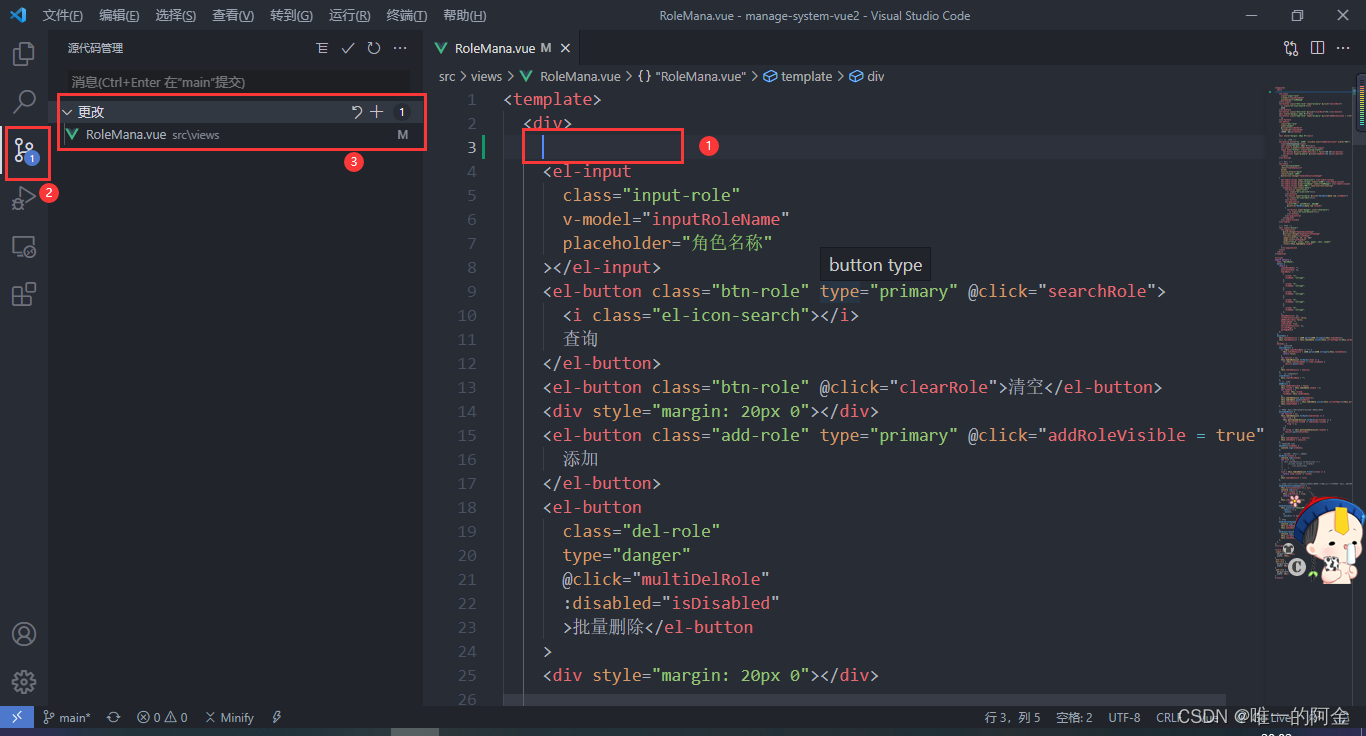 文件(F) 编辑(E) 选择(S) 查看(V) 转到(G) 运行(R) 终端(T) 帮助(H) RoleMana.vue - manage-system-vue2 - Visual Studio Code
源代码管理
RoleMana.vue M
消息(Ctrl+Enter 在"main"提交)
src > views > RoleMana.vue > {} "RoleMana.vue" > template > div
更改 1
RoleMana.vue src\views M
1
2
3
1 <template>
2 <div>
3
4 <el-input
5 class="input-role"
6 v-model="inputRoleName"
7 placeholder="角色名称"
8 ></el-input>
button type
9 <el-button class="btn-role" type="primary" @click="searchRole">
10 <i class="el-icon-search"></i>
11 查询
12 </el-button>
13 <el-button class="btn-role" @click="clearRole">清空</el-button>
14 <div style="margin: 20px 0"></div>
15 <el-button class="add-role" type="primary" @click="addRoleVisible = true"
16 添加
17 </el-button>
18 <el-button
19 class="del-role"
20 type="danger"
21 @click="multiDelRole"
22 :disabled="isDisabled"
23 >批量删除</el-button
24 >
25 <div style="margin: 20px 0"></div>
26
main* 0 0 Minify 行 3，列 5 空格: 2 UTF-8 CRLF Vue
CSDN @唯一的阿金